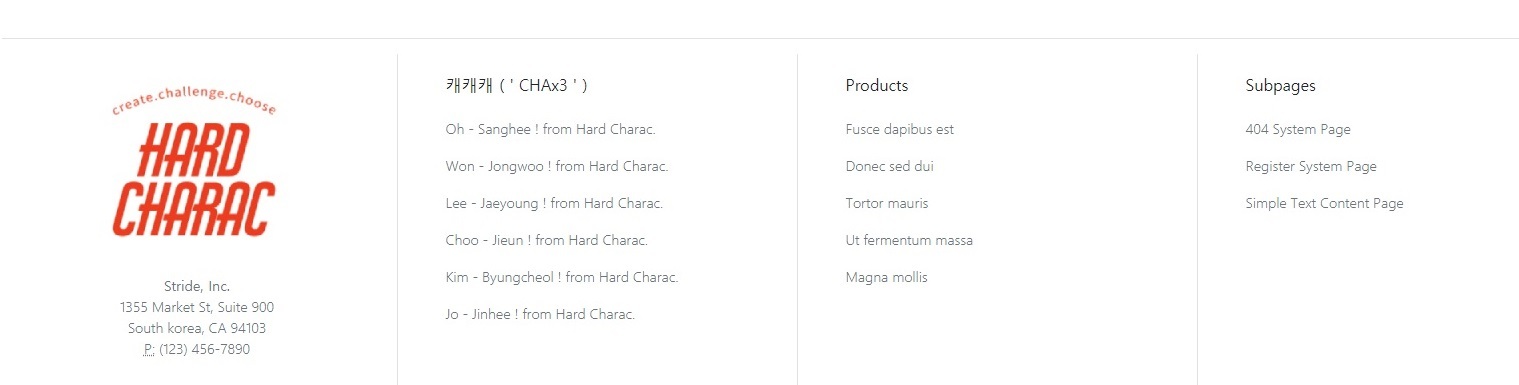 create.challenge.choose
HARD
CHARAC
Stride, Inc.
1355 Market St, Suite 900
South korea, CA 94103
P: (123) 456-7890
캐캐캐 ( ' CHAx3 ' )
Oh - Sanghee ! from Hard Charac.
Won - Jongwoo ! from Hard Charac.
Lee - Jaeyoung ! from Hard Charac.
Choo - Jieun ! from Hard Charac.
Kim - Byungcheol ! from Hard Charac.
Jo - Jinhee ! from Hard Charac.
Products
Fusce dapibus est
Donec sed dui
Tortor mauris
Ut fermentum massa
Magna mollis
Subpages
404 System Page
Register System Page
Simple Text Content Page